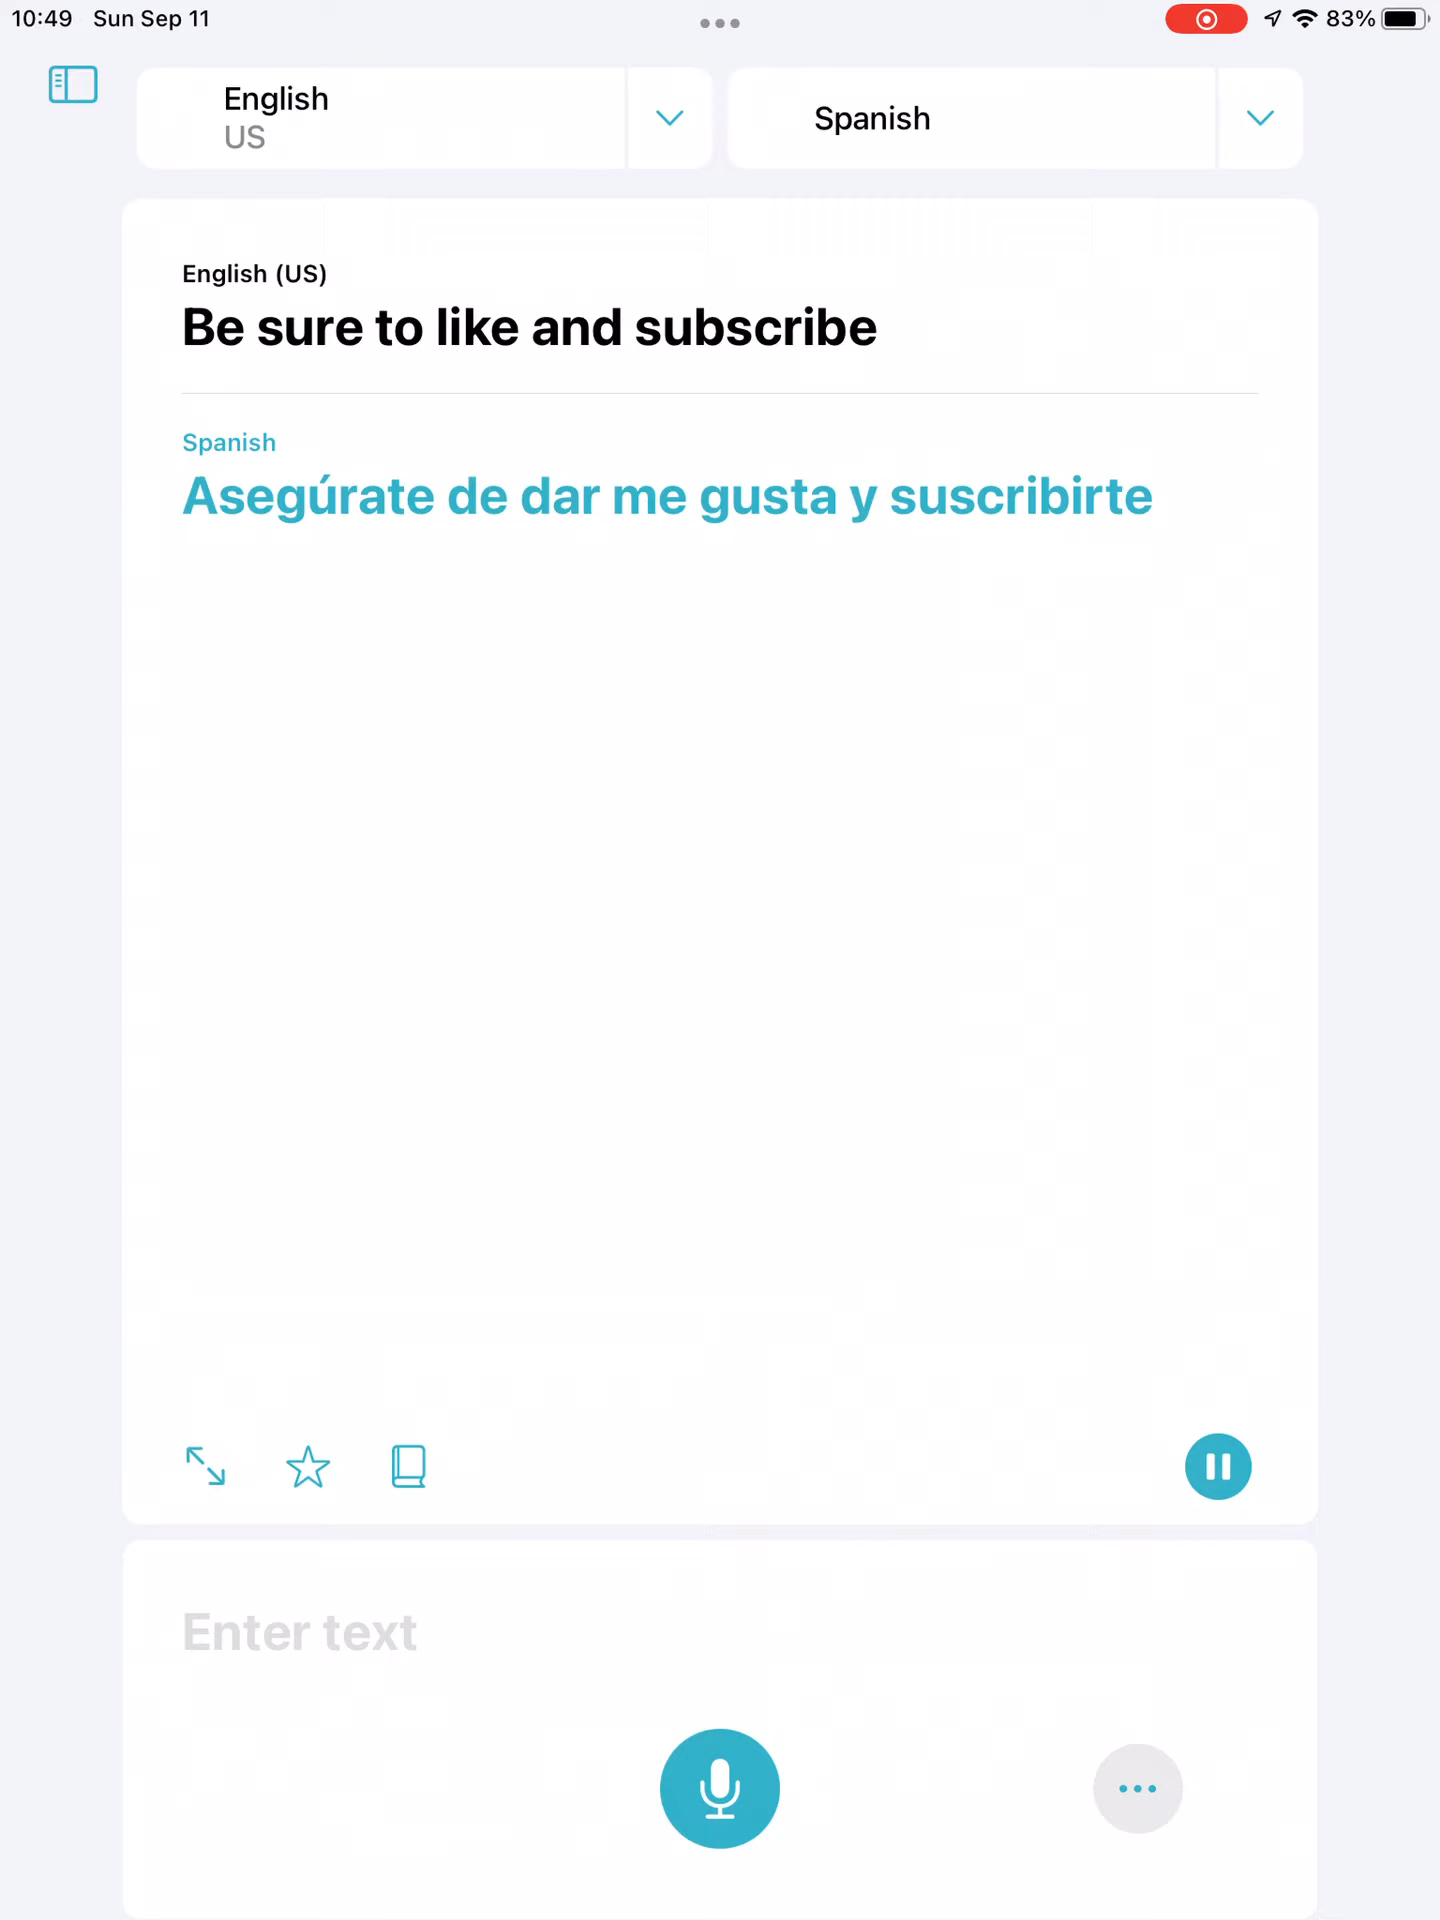 10:49 Sun Sep 11
83%
English
US
Spanish
English (US)
Be sure to like and subscribe
Spanish
Asegúrate de dar me gusta y suscribirte
Enter text